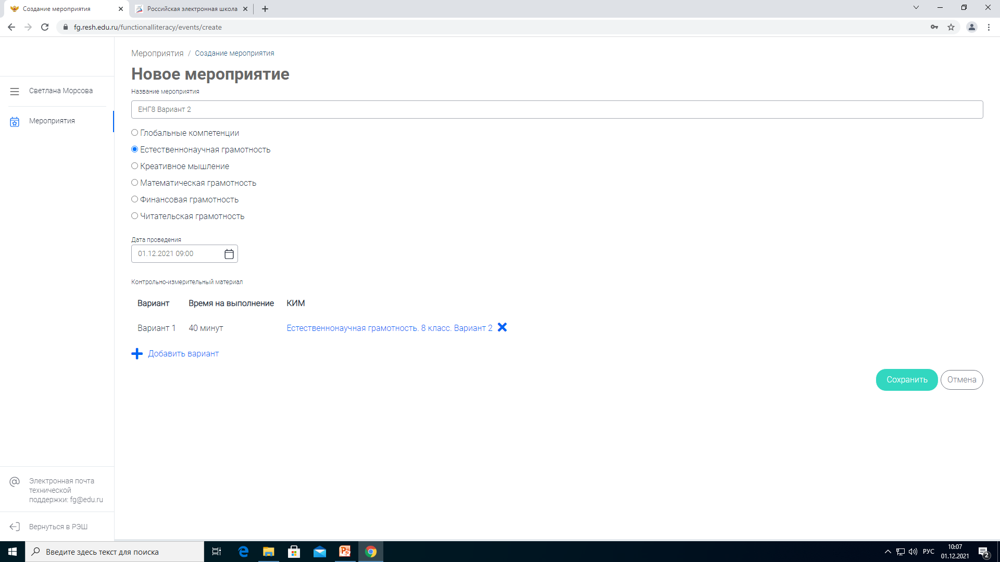 Создание мероприятия
Российская электронная школа
fg.resh.edu.ru/functionalliteracy/events/create
Светлана Морсова
Мероприятия
Мероприятия / Создание мероприятия
Новое мероприятие
Название мероприятия
ЕНГ8 Вариант 2
Глобальные компетенции
Естественнонаучная грамотность
Креативное мышление
Математическая грамотность
Финансовая грамотность
Читательская грамотность
Дата проведения
01.12.2021 09:00
Контрольно-измерительный материал
Вариант Время на выполнение КИМ
Вариант 1 40 минут Естественнонаучная грамотность. 8 класс. Вариант 2
Добавить вариант
Сохранить Отмена
Электронная почта
технической
поддержки: fg@edu.ru
Вернуться в РЭШ
Введите здесь текст для поиска
РУС
10:07
01.12.2021
2